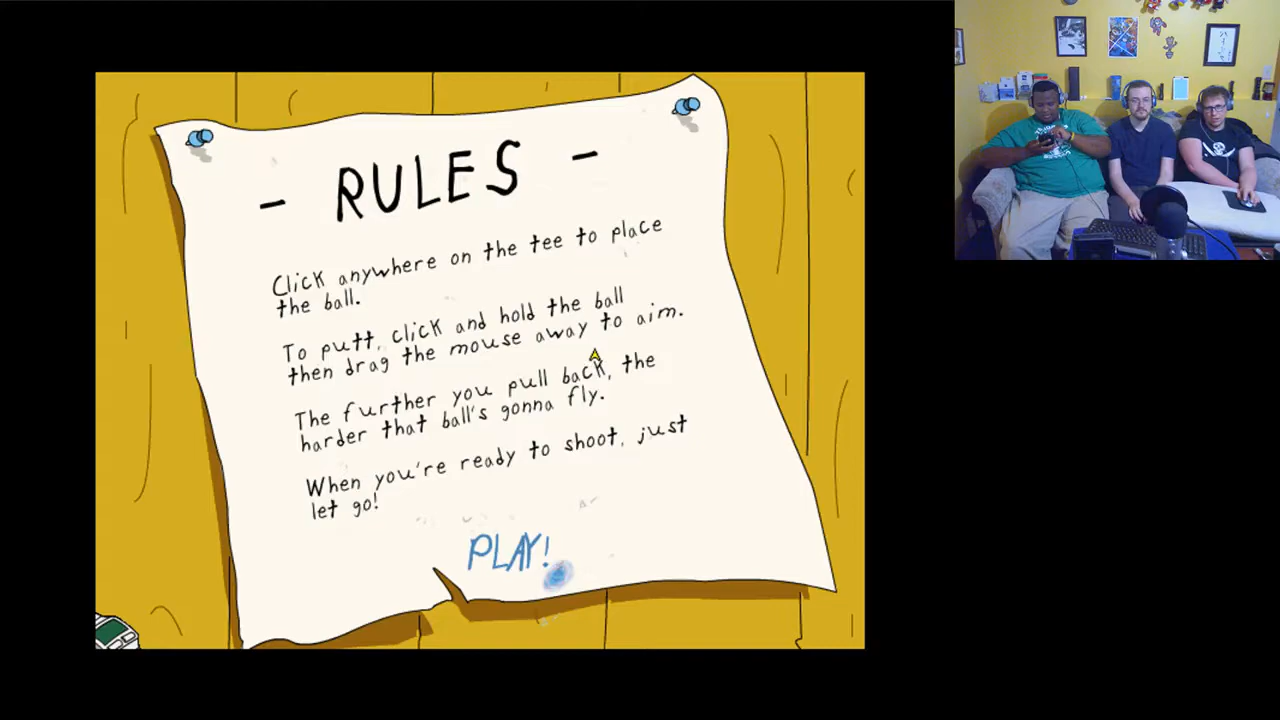 - RULES -
Click anywhere on the tee to place
the ball.
To putt, click and hold the ball
then drag the mouse away to aim.
The further you pull back, the
harder that ball's gonna fly.
When you're ready to shoot, just
let go!
PLAY!